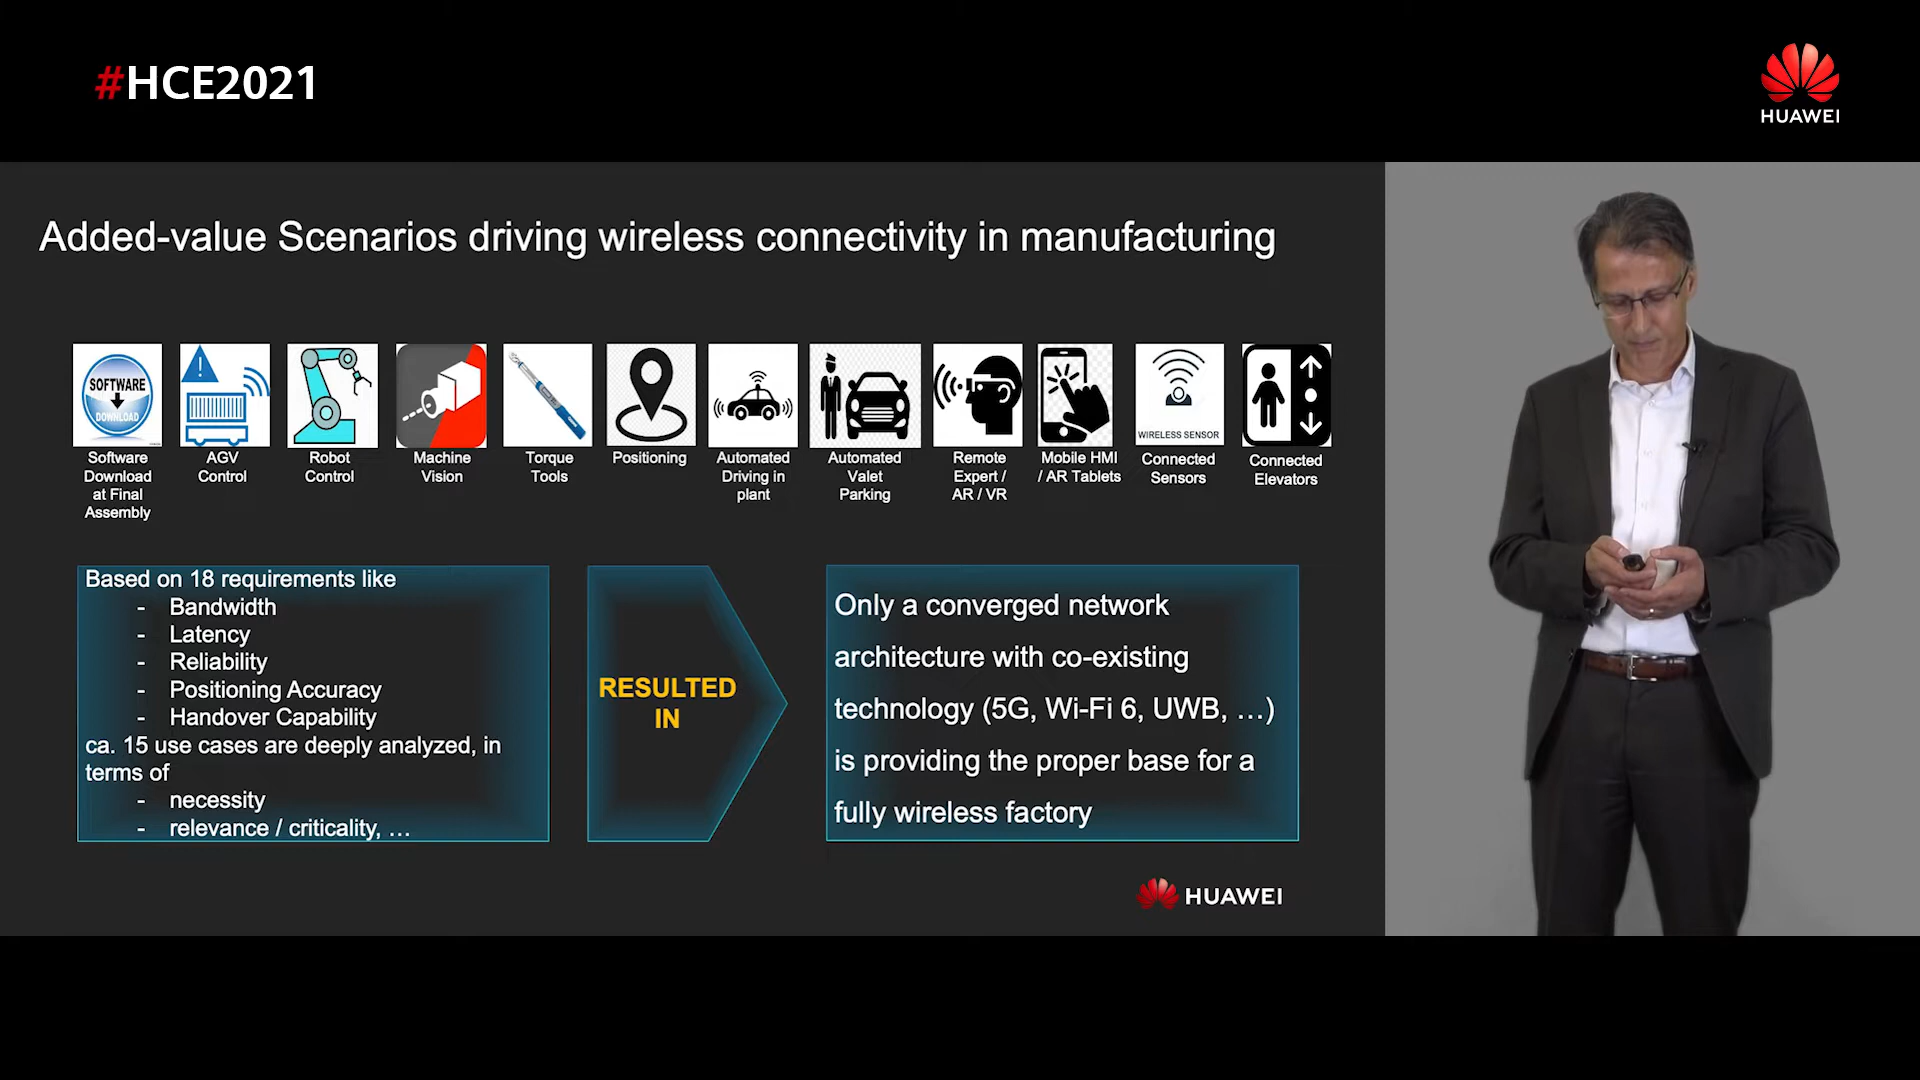 #HCE2021
HUAWEI
Added-value Scenarios driving wireless connectivity in manufacturing
SOFTWARE
DOWNLOAD
WIRELESS SENSOR
Software
Download
at Final
Assembly
AGV
Control
Robot
Control
Machine
Vision
Torque
Tools
Positioning
Automated
Driving in
plant
Automated
Valet
Parking
Remote
Expert /
AR / VR
Mobile HMI
/ AR Tablets
Connected
Sensors
Connected
Elevators
Based on 18 requirements like
- Bandwidth
- Latency
- Reliability
- Positioning Accuracy
- Handover Capability
ca. 15 use cases are deeply analyzed, in
terms of
- necessity
- relevance / criticality, …
RESULTED
IN
Only a converged network
architecture with co-existing
technology (5G, Wi-Fi 6, UWB, …)
is providing the proper base for a
fully wireless factory
HUAWEI